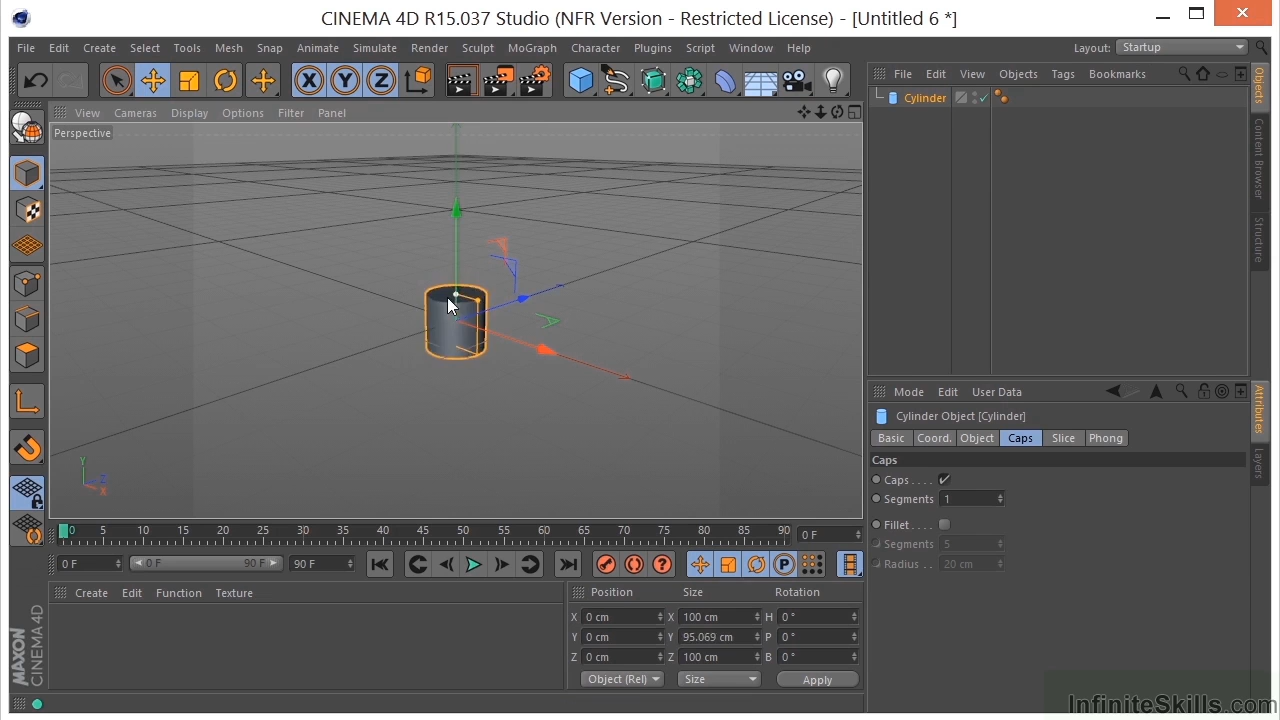 CINEMA 4D R15.037 Studio (NFR Version - Restricted License) - [Untitled 6 *]
File Edit Create Select Tools Mesh Snap Animate Simulate Render Sculpt MoGraph Character Plugins Script Window Help Layout: Startup
X Y Z
File Edit View Objects Tags Bookmarks
Cylinder
Objects
Content Browser
Structure
View Cameras Display Options Filter Panel
Perspective
Y
Z
X
Mode Edit User Data
Attributes
Layers
Cylinder Object [Cylinder]
Basic Coord. Object Caps Slice Phong
Caps
Caps . . . .
Segments 1
Fillet . . . .
Segments 5
Radius . . 20 cm
0 5 10 15 20 25 30 35 40 45 50 55 60 65 70 75 80 85 90 0 F
0 F 0 F 90 F 90 F P
Create Edit Function Texture
Position Size Rotation
X 0 cm X 100 cm H 0 °
Y 0 cm Y 95.069 cm P 0 °
Z 0 cm Z 100 cm B 0 °
Object (Rel) Size Apply
MAXON
CINEMA 4D
InfiniteSkills.com